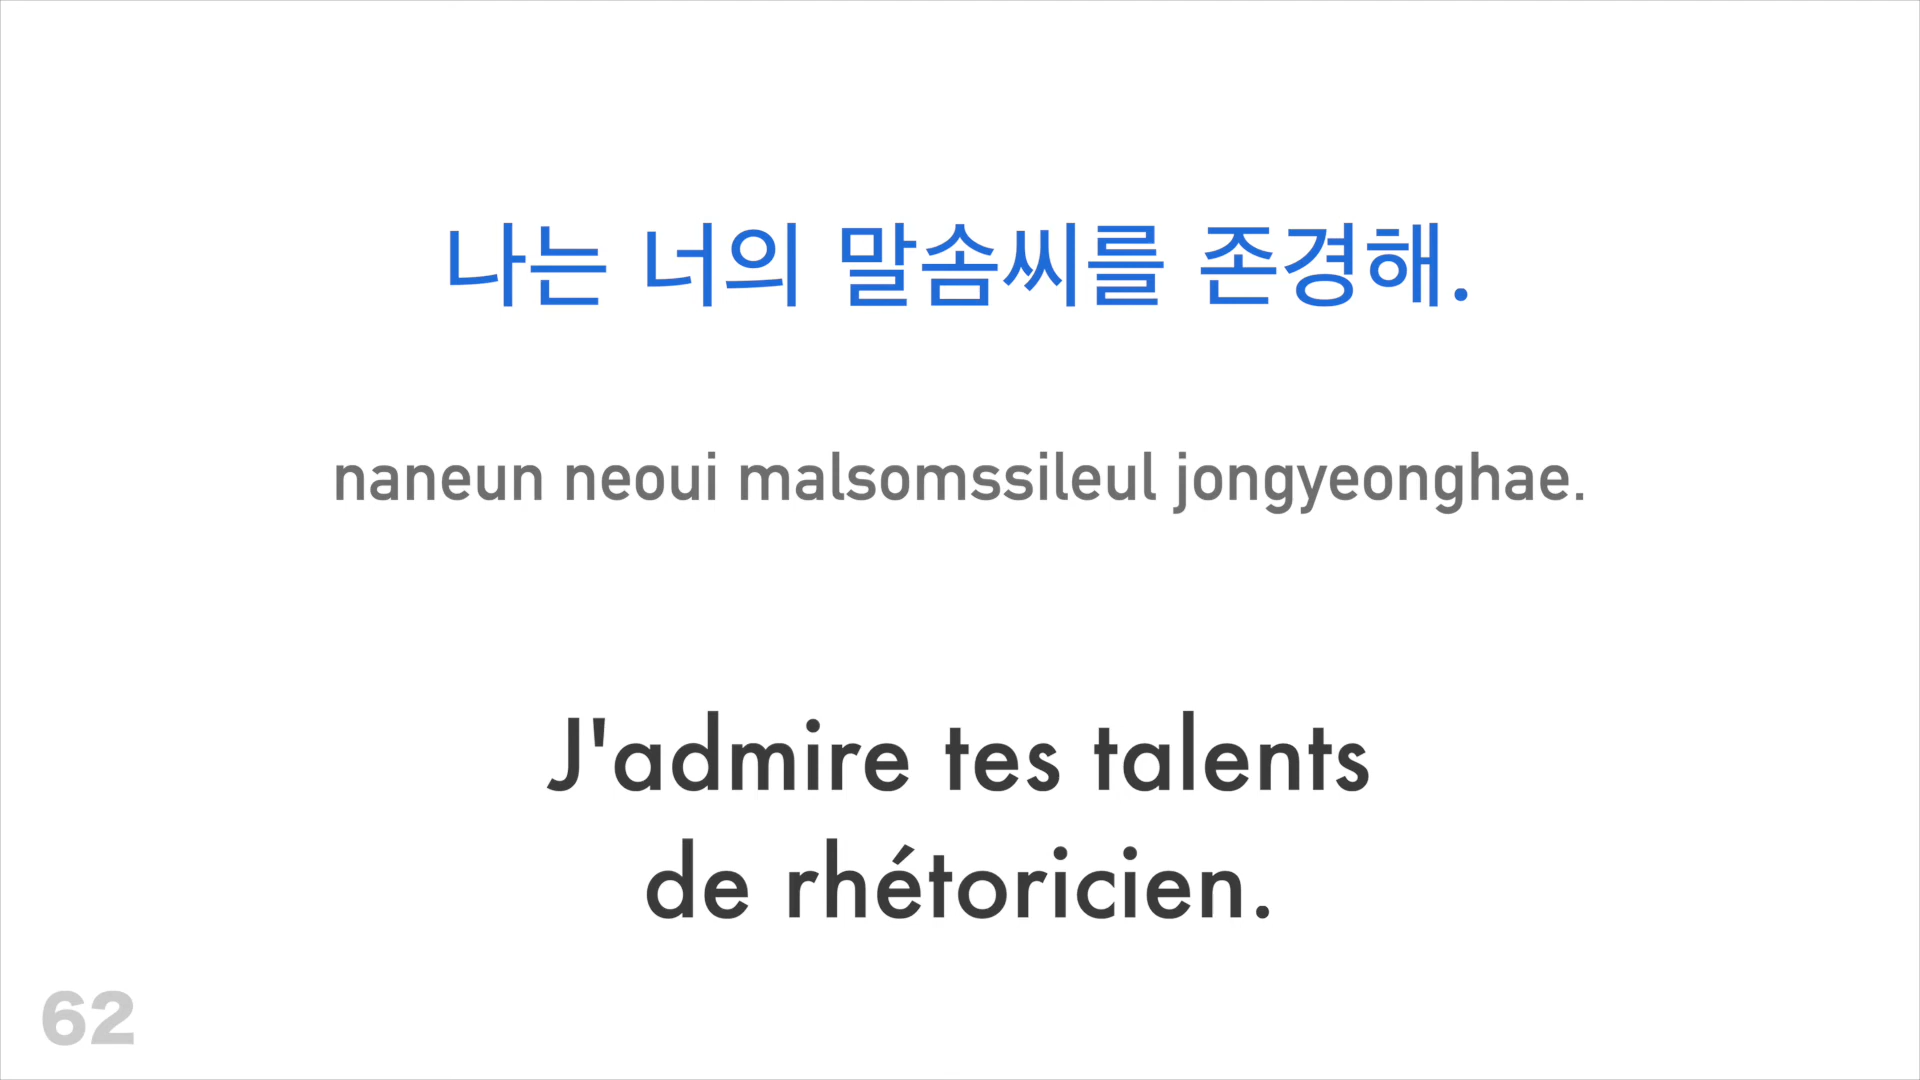 나는 너의 말솜씨를 존경해.
naneun neoui malsomssileul jongyeonghae.
J'admire tes talents
de rhétoricien.
62